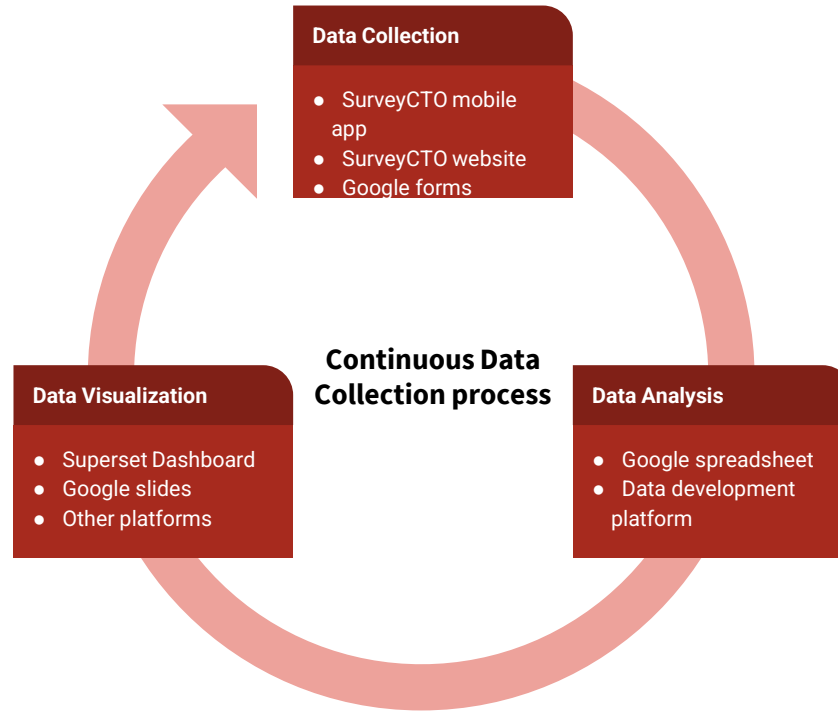 Data Collection
● SurveyCTO mobile
app
● SurveyCTO website
● Google forms
Continuous Data
Collection process
Data Visualization
● Superset Dashboard
● Google slides
● Other platforms
Data Analysis
● Google spreadsheet
● Data development
platform